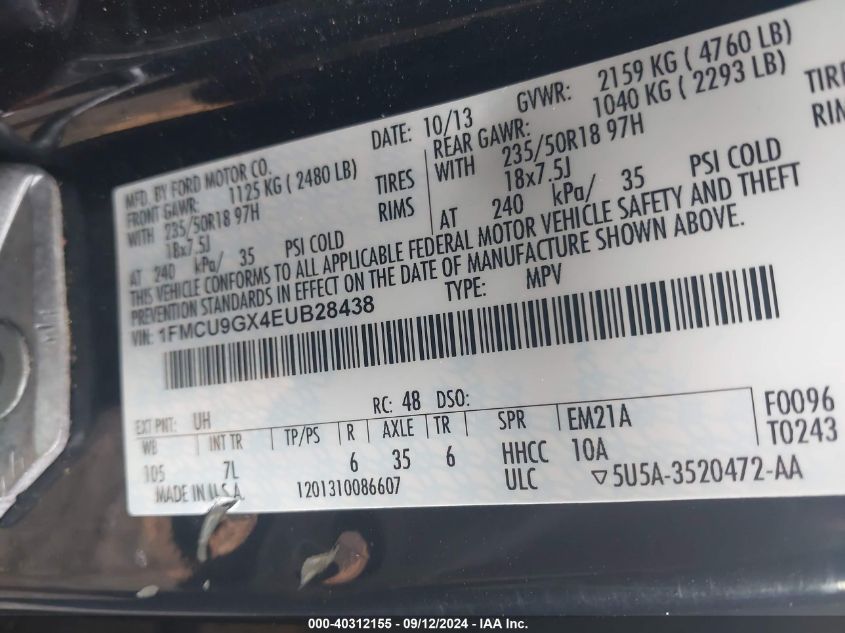 MFD. BY FORD MOTOR CO.
DATE: 10/13
GVWR: 2159 KG ( 4760 LB)
FRONT GAWR: 1125 KG ( 2480 LB)
REAR GAWR: 1040 KG ( 2293 LB)
WITH 235/50R18 97H TIRES
WITH 235/50R18 97H TIRES
18x7.5J RIMS
18x7.5J RIMS
AT 240 kPa/ 35 PSI COLD
AT 240 kPa/ 35 PSI COLD
THIS VEHICLE CONFORMS TO ALL APPLICABLE FEDERAL MOTOR VEHICLE SAFETY AND THEFT
PREVENTION STANDARDS IN EFFECT ON THE DATE OF MANUFACTURE SHOWN ABOVE.
VIN: 1FMCU9GX4EUB28438
TYPE: MPV
EXT PNT: UH RC: 48 DSO:
WB INT TR TP/PS R AXLE TR SPR EM21A F0096
105 7L 6 35 6 HHCC 10A T0243
MADE IN U.S.A. 1201310086607 ULC 5U5A-3520472-AA
000-40312155 - 09/12/2024 - IAA Inc.